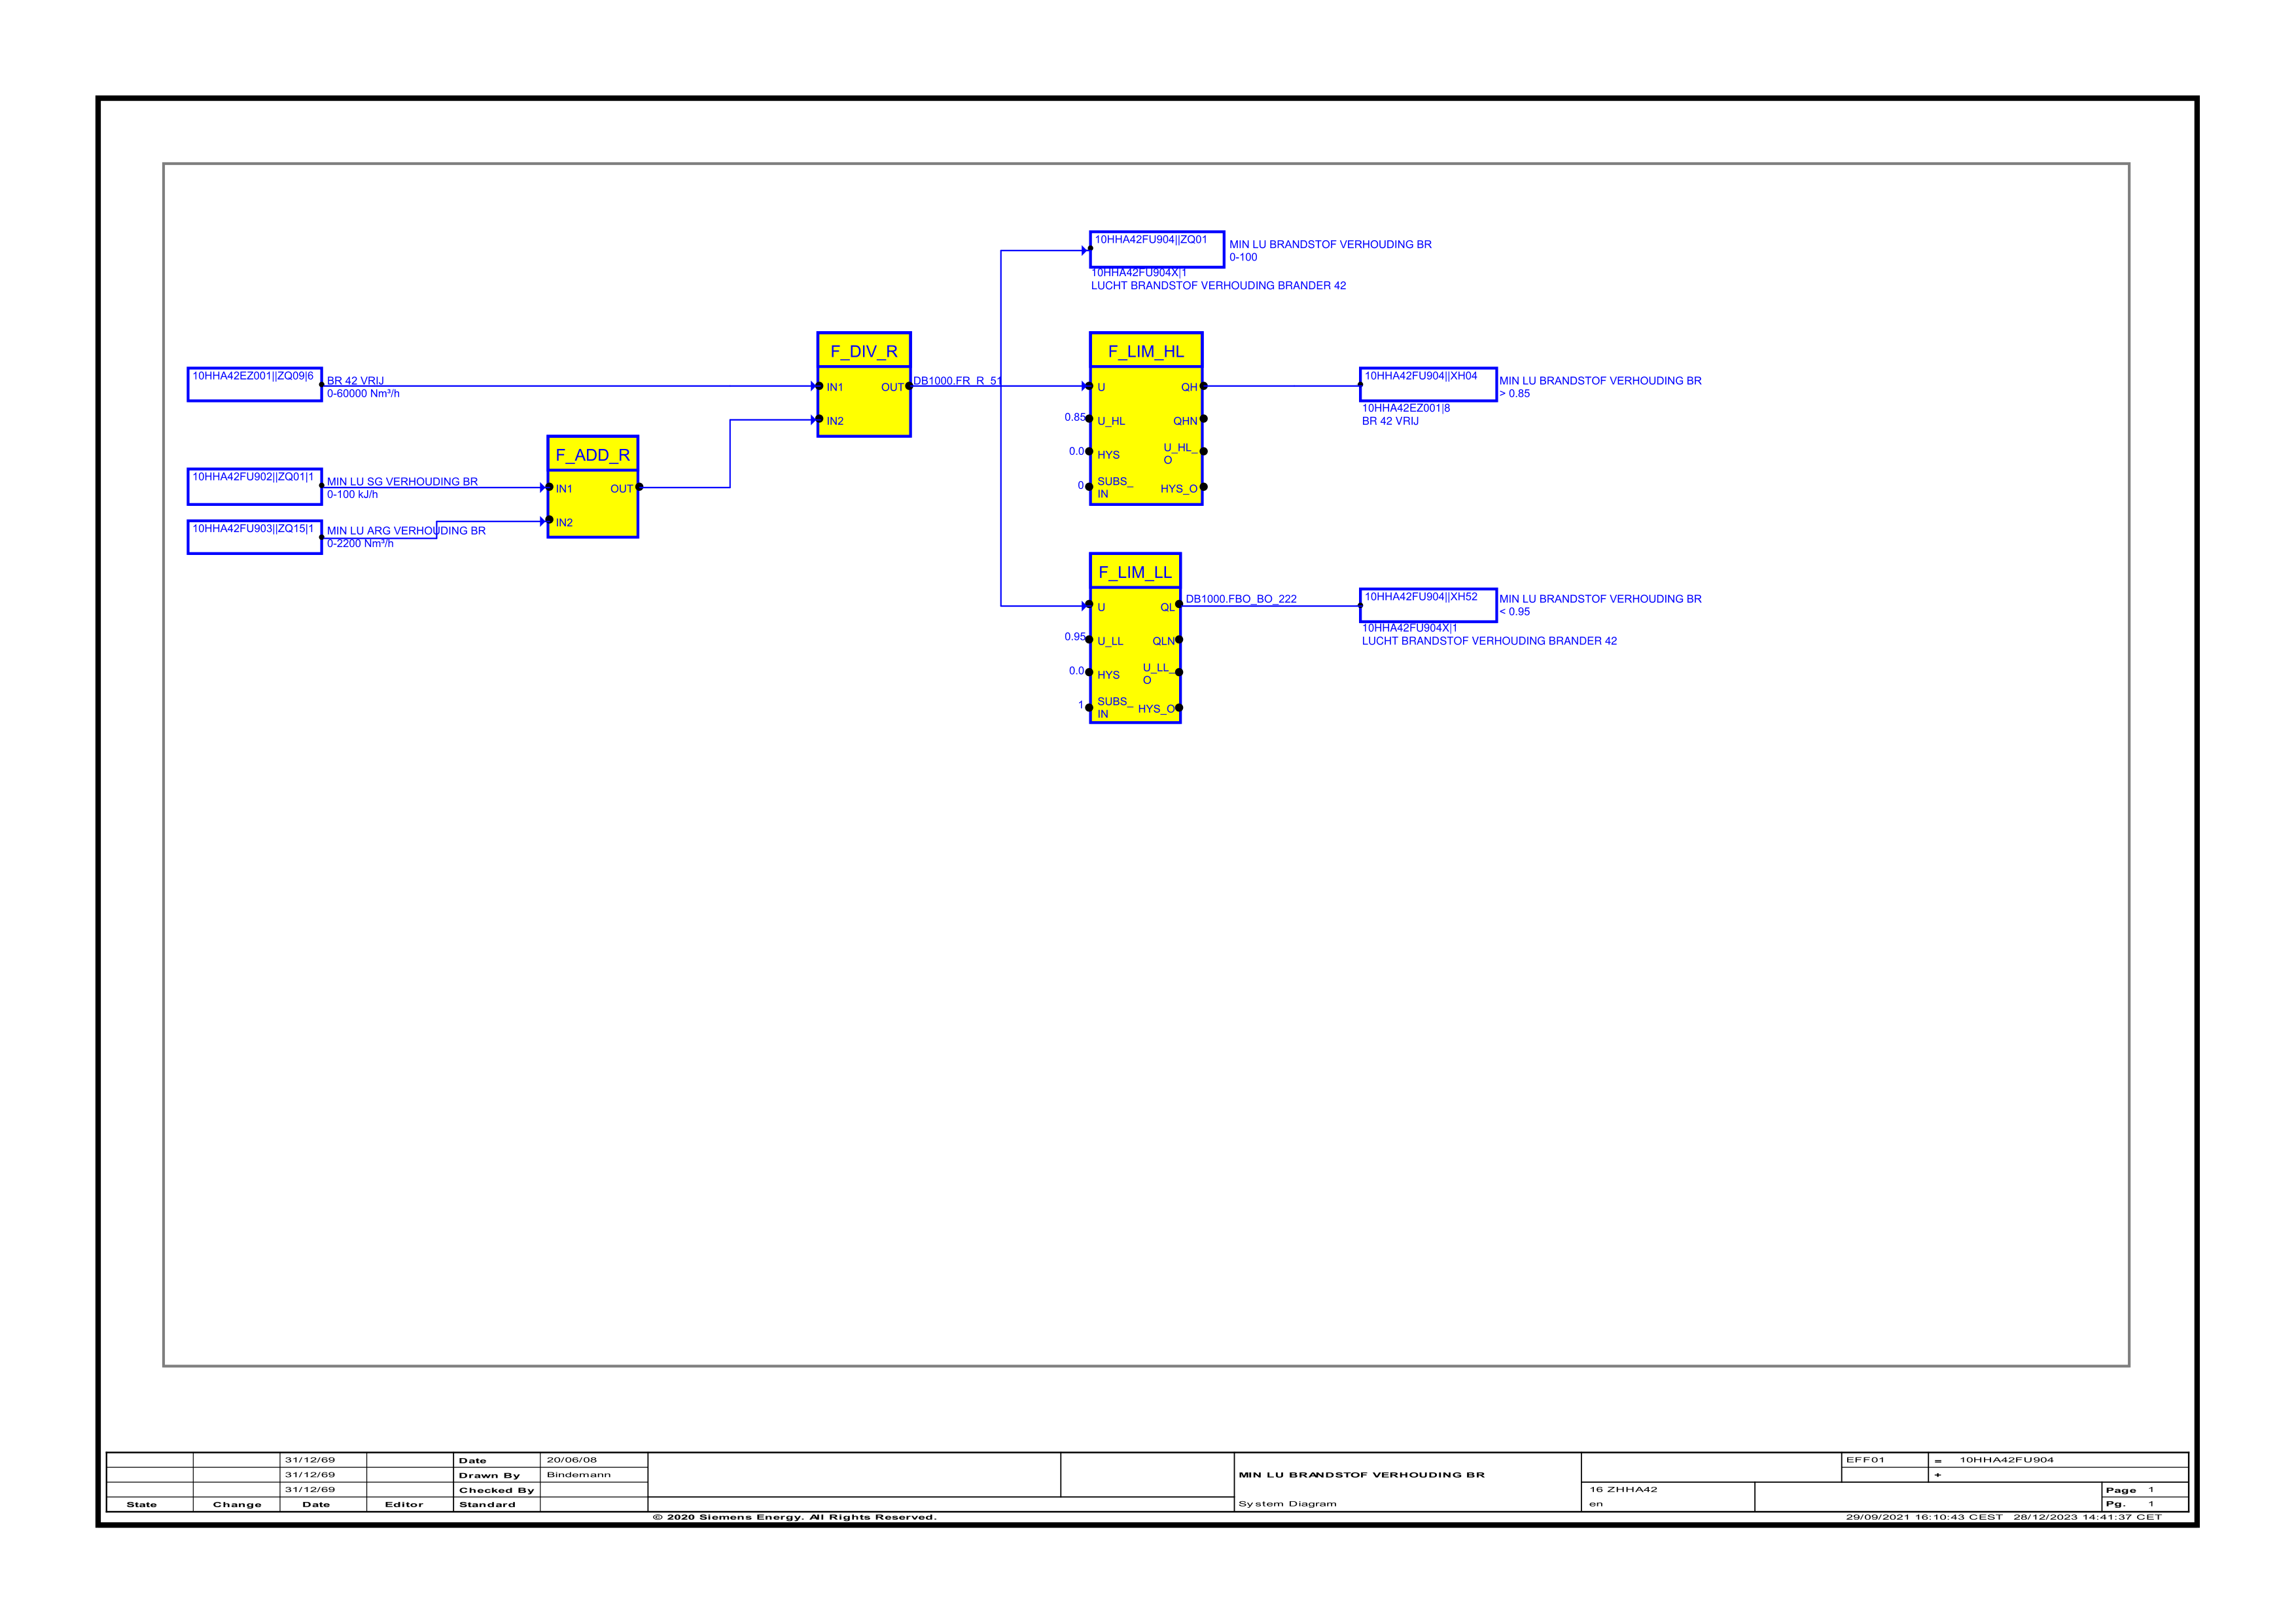 10HHA42FU904||ZQ01
MIN LU BRANDSTOF VERHOUDING BR
0-100
10HHA42FU904X|1
LUCHT BRANDSTOF VERHOUDING BRANDER 42
10HHA42EZ001||ZQ09|6
BR 42 VRIJ
0-60000 Nm³/h
F_DIV_R
IN1
OUT
IN2
DB1000.FR_R_51
F_LIM_HL
U
QH
0.85
U_HL
QHN
0.0
HYS
U_HL_
O
0
SUBS_
IN
HYS_O
10HHA42FU904||XH04
MIN LU BRANDSTOF VERHOUDING BR
> 0.85
10HHA42EZ001|8
BR 42 VRIJ
F_ADD_R
IN1
OUT
IN2
10HHA42FU902||ZQ01|1
MIN LU SG VERHOUDING BR
0-100 kJ/h
10HHA42FU903||ZQ15|1
MIN LU ARG VERHOUDING BR
0-2200 Nm³/h
F_LIM_LL
U
QL
0.95
U_LL
QLN
0.0
HYS
U_LL_
O
1
SUBS_
IN
HYS_O
DB1000.FBO_BO_222
10HHA42FU904||XH52
MIN LU BRANDSTOF VERHOUDING BR
< 0.95
10HHA42FU904X|1
LUCHT BRANDSTOF VERHOUDING BRANDER 42
31/12/69 Date 20/06/08
31/12/69 Drawn By Bindemann
31/12/69 Checked By
State Change Date Editor Standard
MIN LU BRANDSTOF VERHOUDING BR
System Diagram
16 ZHHA42
en
EFF01 = 10HHA42FU904
+
Page 1
Pg. 1
© 2020 Siemens Energy. All Rights Reserved.
29/09/2021 16:10:43 CEST 28/12/2023 14:41:37 CET